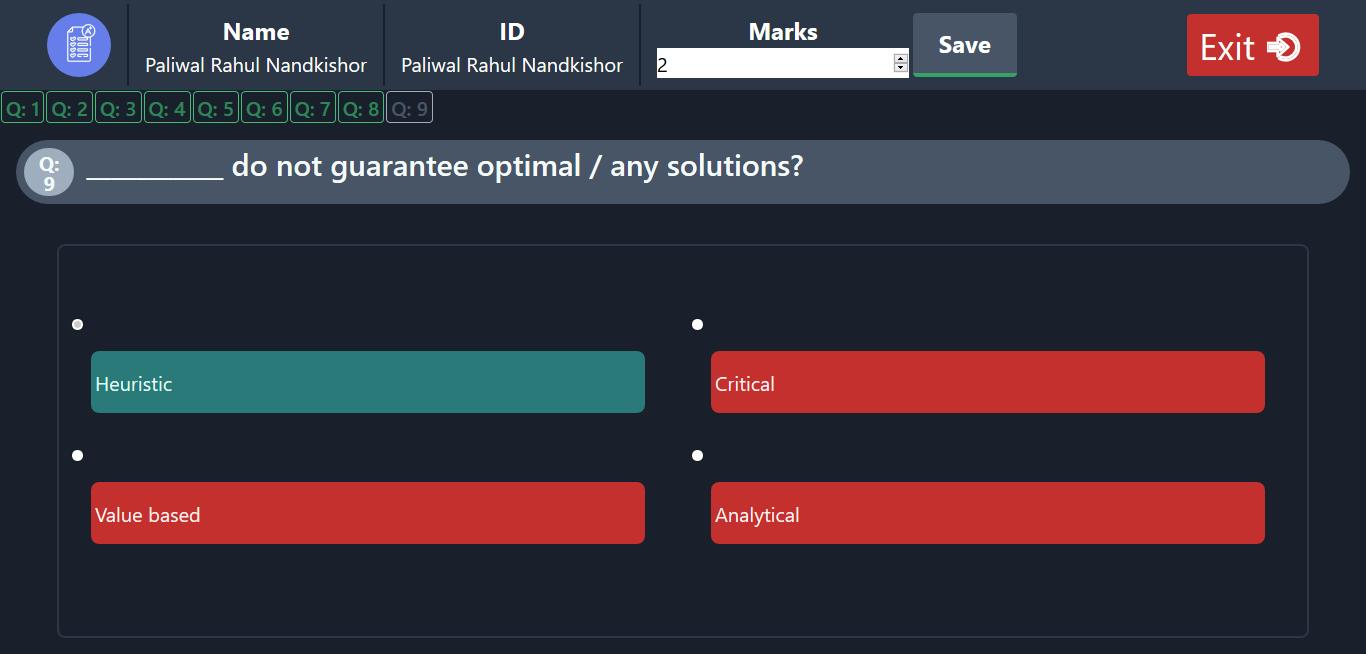 Name
Paliwal Rahul Nandkishor
ID
Paliwal Rahul Nandkishor
Marks
2
Save
Exit
Q: 1 Q: 2 Q: 3 Q: 4 Q: 5 Q: 6 Q: 7 Q: 8 Q: 9
Q: 9
__________ do not guarantee optimal / any solutions?
Heuristic
Critical
Value based
Analytical